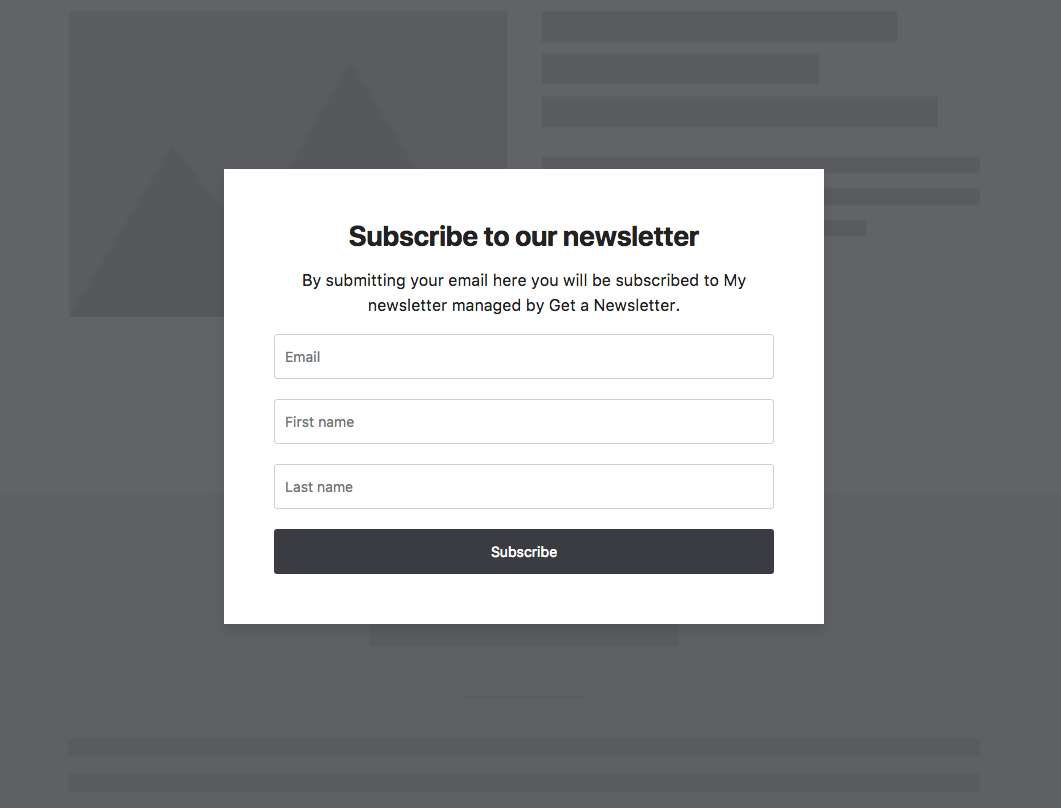 Subscribe to our newsletter
By submitting your email here you will be subscribed to My
newsletter managed by Get a Newsletter.
Email
First name
Last name
Subscribe